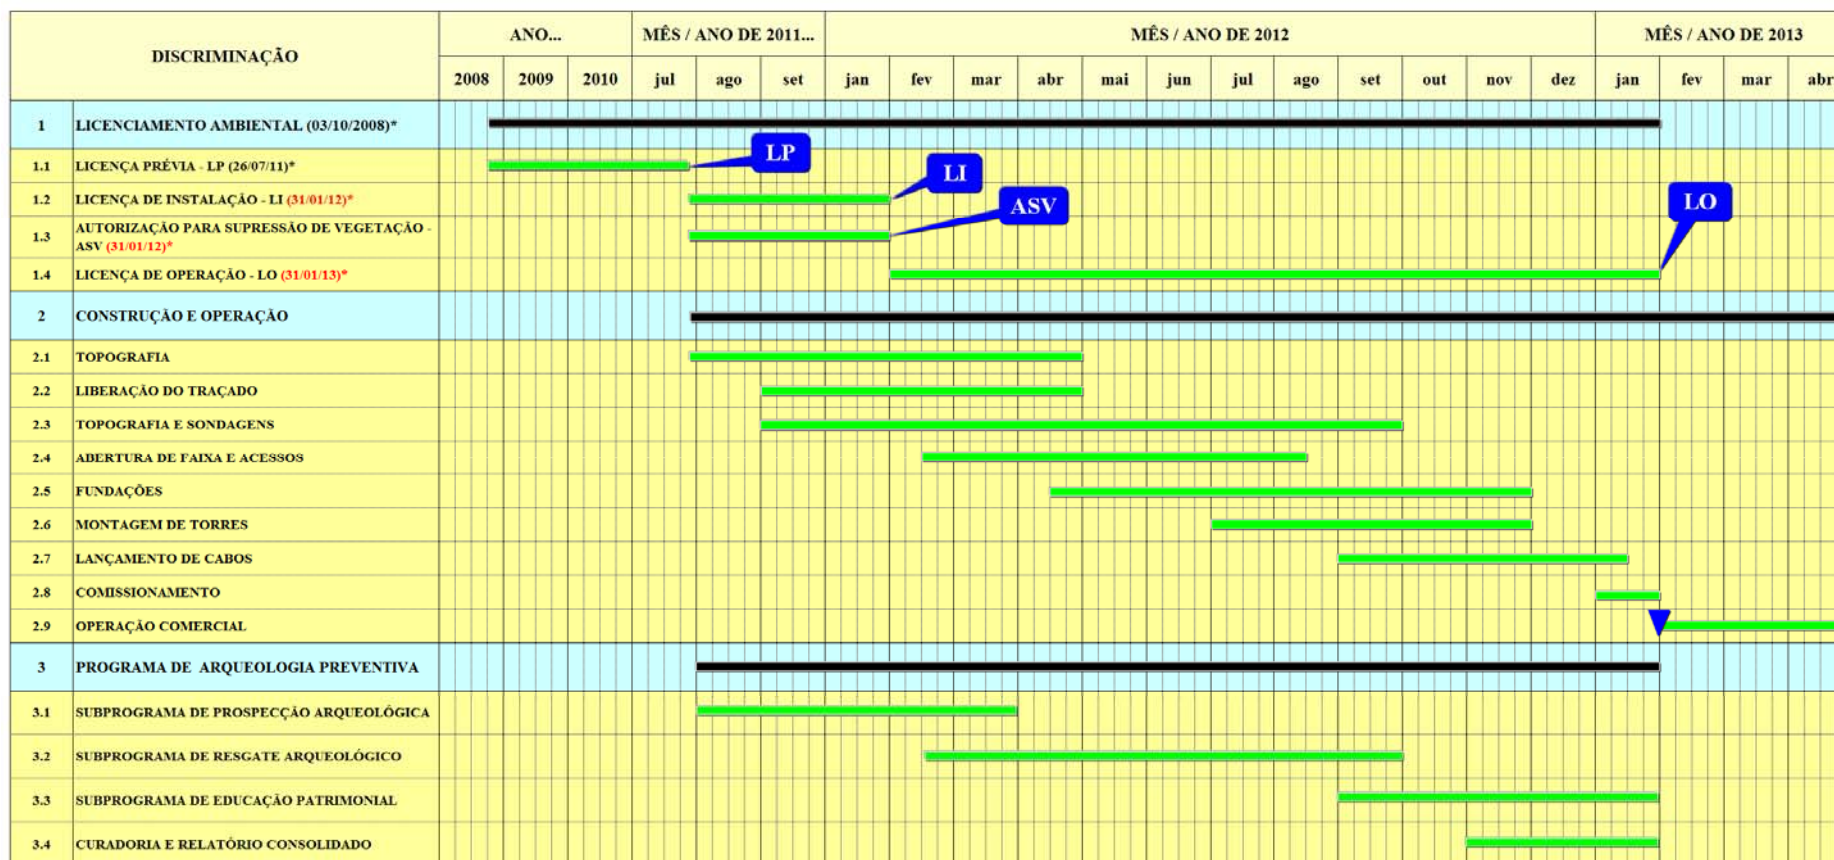 DISCRIMINAÇÃO
ANO...
MÊS / ANO DE 2011...
MÊS / ANO DE 2012
MÊS / ANO DE 2013
2008 2009 2010 jul ago set jan fev mar abr mai jun jul ago set out nov dez jan fev mar abr
1 LICENCIAMENTO AMBIENTAL (03/10/2008)*
1.1 LICENÇA PRÉVIA - LP (26/07/11)*
LP
1.2 LICENÇA DE INSTALAÇÃO - LI (31/01/12)*
LI
1.3 AUTORIZAÇÃO PARA SUPRESSÃO DE VEGETAÇÃO -
ASV (31/01/12)*
ASV
1.4 LICENÇA DE OPERAÇÃO - LO (31/01/13)*
LO
2 CONSTRUÇÃO E OPERAÇÃO
2.1 TOPOGRAFIA
2.2 LIBERAÇÃO DO TRAÇADO
2.3 TOPOGRAFIA E SONDAGENS
2.4 ABERTURA DE FAIXA E ACESSOS
2.5 FUNDAÇÕES
2.6 MONTAGEM DE TORRES
2.7 LANÇAMENTO DE CABOS
2.8 COMISSIONAMENTO
2.9 OPERAÇÃO COMERCIAL
3 PROGRAMA DE ARQUEOLOGIA PREVENTIVA
3.1 SUBPROGRAMA DE PROSPECÇÃO ARQUEOLÓGICA
3.2 SUBPROGRAMA DE RESGATE ARQUEOLÓGICO
3.3 SUBPROGRAMA DE EDUCAÇÃO PATRIMONIAL
3.4 CURADORIA E RELATÓRIO CONSOLIDADO